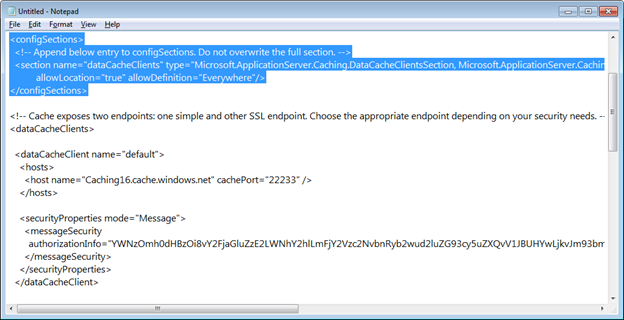 Untitled - Notepad
File Edit Format View Help
<configSections>
<!-- Append below entry to configSections. Do not overwrite the full section. -->
<section name="dataCacheClients" type="Microsoft.ApplicationServer.Caching.DataCacheClientsSection, Microsoft.ApplicationServer.Cachin
allowLocation="true" allowDefinition="Everywhere"/>
</configSections>
<!-- Cache exposes two endpoints: one simple and other SSL endpoint. Choose the appropriate endpoint depending on your security needs. --
<dataCacheClients>
<dataCacheClient name="default">
<hosts>
<host name="Caching16.cache.windows.net" cachePort="22233" />
</hosts>
<securityProperties mode="Message">
<messageSecurity
authorizationInfo="YWNzOmh0dHBzOi8vY2FjaGluZzE2LWNhY2hlLmFjY2Vzc2NvbnRyb2wud2luZG93cy5uZXQvV1JBUHYwLjkvJm93bm
</messageSecurity>
</securityProperties>
</dataCacheClient>